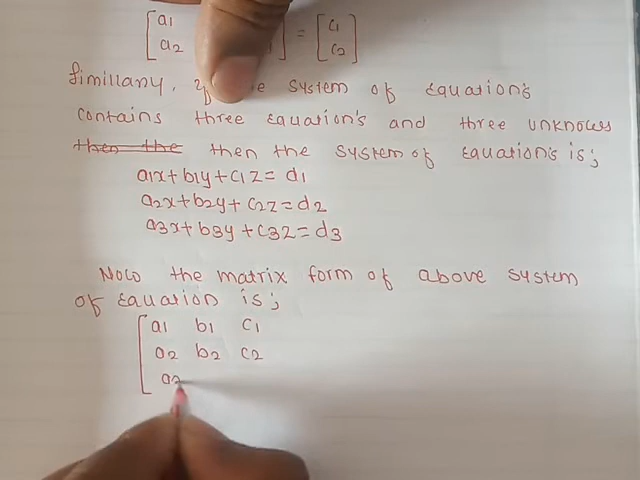 [a1 ] = [c1
a2 c2]
Simillany, If system of Equation's
contains three Equation's and three unknows
then the then the system of Equation's is;
a1x+b1y+c1z=d1
a2x+b2y+c2z=d2
a3x+b3y+c3z=d3
Now the matrix form of above system
of Equation is;
[a1 b1 c1
a2 b2 c2